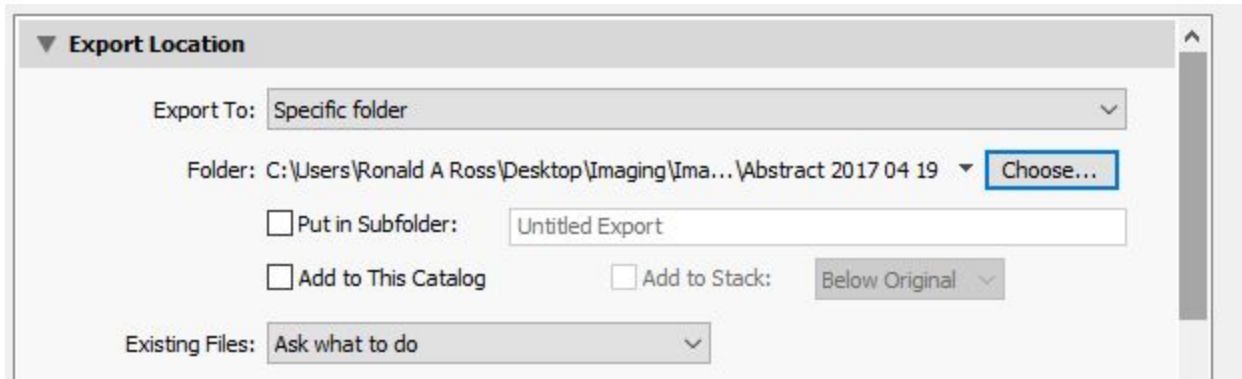 Export Location
Export To: Specific folder
Folder: C:\Users\Ronald A Ross\Desktop\Imaging\Ima...\Abstract 2017 04 19 Choose...
Put in Subfolder: Untitled Export
Add to This Catalog Add to Stack: Below Original
Existing Files: Ask what to do